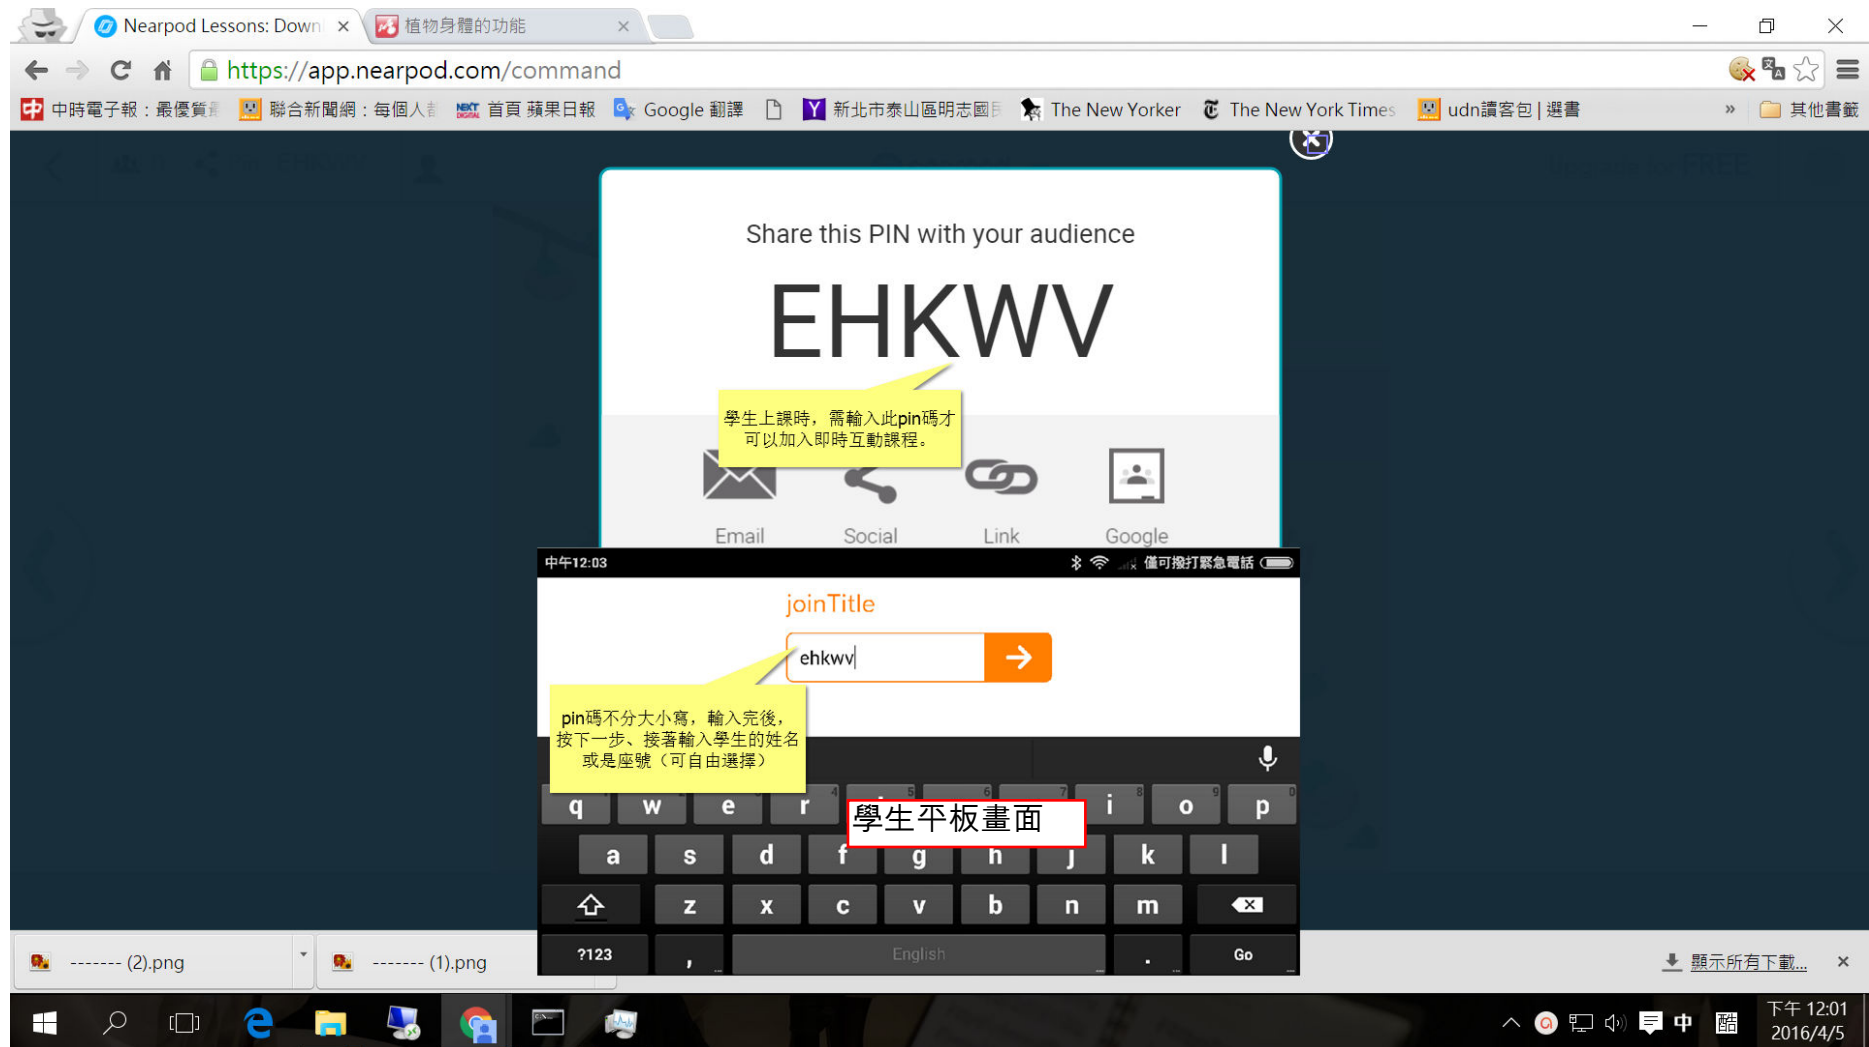 Nearpod Lessons: Down
植物身體的功能
https://app.nearpod.com/command
中時電子報：最優質
聯合新聞網：每個人
NEXT DIGITAL
首頁 蘋果日報
Google 翻譯
新北市泰山區明志國
The New Yorker
The New York Times
udn讀客包 | 選書
»
其他書籤
Share this PIN with your audience
EHKWV
學生上課時，需輸入此pin碼才
可以加入即時互動課程。
Email
Social
Link
Google
中午12:03
僅可撥打緊急電話
joinTitle
ehkwv
pin碼不分大小寫，輸入完後，
按下一步、接著輸入學生的姓名
或是座號（可自由選擇）
q w e r i o p
4 5 6 7 8 9 0
學生平板畫面
a s d f g h j k l
z x c v b n m
?123 , English . Go
------- (2).png
------- (1).png
顯示所有下載...
中
酷
下午 12:01
2016/4/5